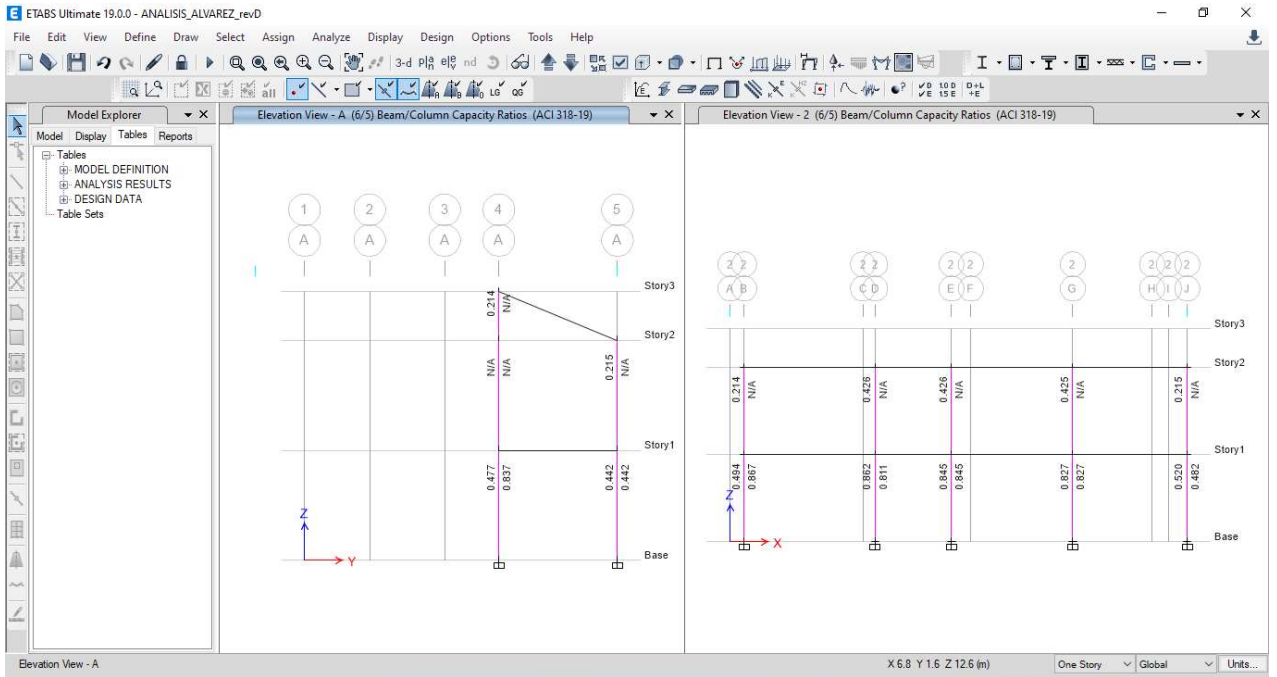 ETABS Ultimate 19.0.0 - ANALISIS_ALVAREZ_revD
File Edit View Define Draw Select Assign Analyze Display Design Options Tools Help
3-d nd
all LG QG
Model Explorer
Model Display Tables Reports
Tables
MODEL DEFINITION
ANALYSIS RESULTS
DESIGN DATA
Table Sets
Elevation View - A (6/5) Beam/Column Capacity Ratios (ACI 318-19)
1 2 3 4 5
A A A A A
Story3
0.214 N/A
Story2
N/A N/A 0.215 N/A
Story1
0.477 0.837 0.442 0.442
Z
Y
Base
Elevation View - 2 (6/5) Beam/Column Capacity Ratios (ACI 318-19)
2 2 2 2 2 2 2 2 2 2
A B C D E F G H I J
Story3
Story2
0.214 N/A 0.426 N/A 0.426 N/A 0.425 N/A 0.215 N/A
Story1
0.494 0.867 0.862 0.811 0.845 0.845 0.827 0.827 0.520 0.482
Z
X
Base
Elevation View - A
X 6.8 Y 1.6 Z 12.6 (m)
One Story Global Units...